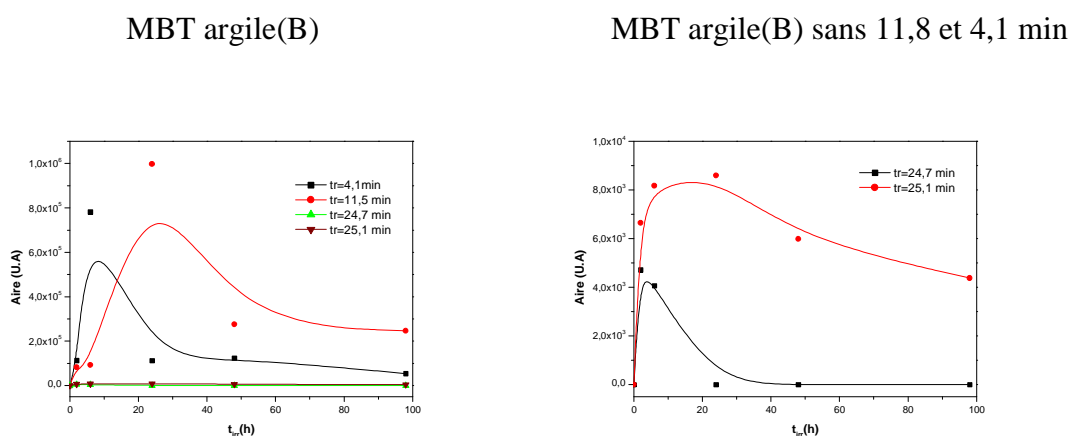 MBT argile(B)
MBT argile(B) sans 11,8 et 4,1 min
1,0x10⁶
8,0x10⁵
6,0x10⁵
4,0x10⁵
2,0x10⁵
0,0
Aire (U.A)
0 20 40 60 80 100
t_irr(h)
tr=4,1min
tr=11,5 min
tr=24,7 min
tr=25,1 min
1,0x10⁴
8,0x10³
6,0x10³
4,0x10³
2,0x10³
0,0
Aire (U.A)
0 20 40 60 80 100
t_irr(h)
tr=24,7 min
tr=25,1 min